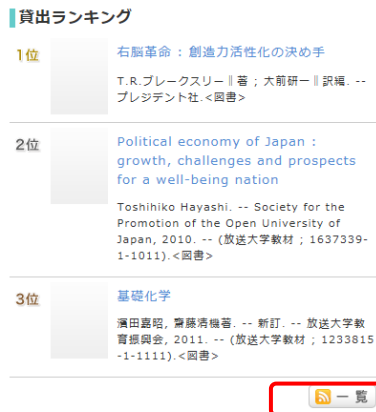 貸出ランキング
1位
右脳革命 : 創造力活性化の決め手
T.R.ブレークスリー‖著 ; 大前研一‖訳編. --
プレジデント社.<図書>
2位
Political economy of Japan :
growth, challenges and prospects
for a well-being nation
Toshihiko Hayashi. -- Society for the
Promotion of the Open University of
Japan, 2010. -- (放送大学教材 ; 1637339-
1-1011).<図書>
3位
基礎化学
濱田嘉昭, 齋藤清機著. -- 新訂. -- 放送大学教
育振興会, 2011. -- (放送大学教材 ; 1233815
-1-1111).<図書>
一 覧